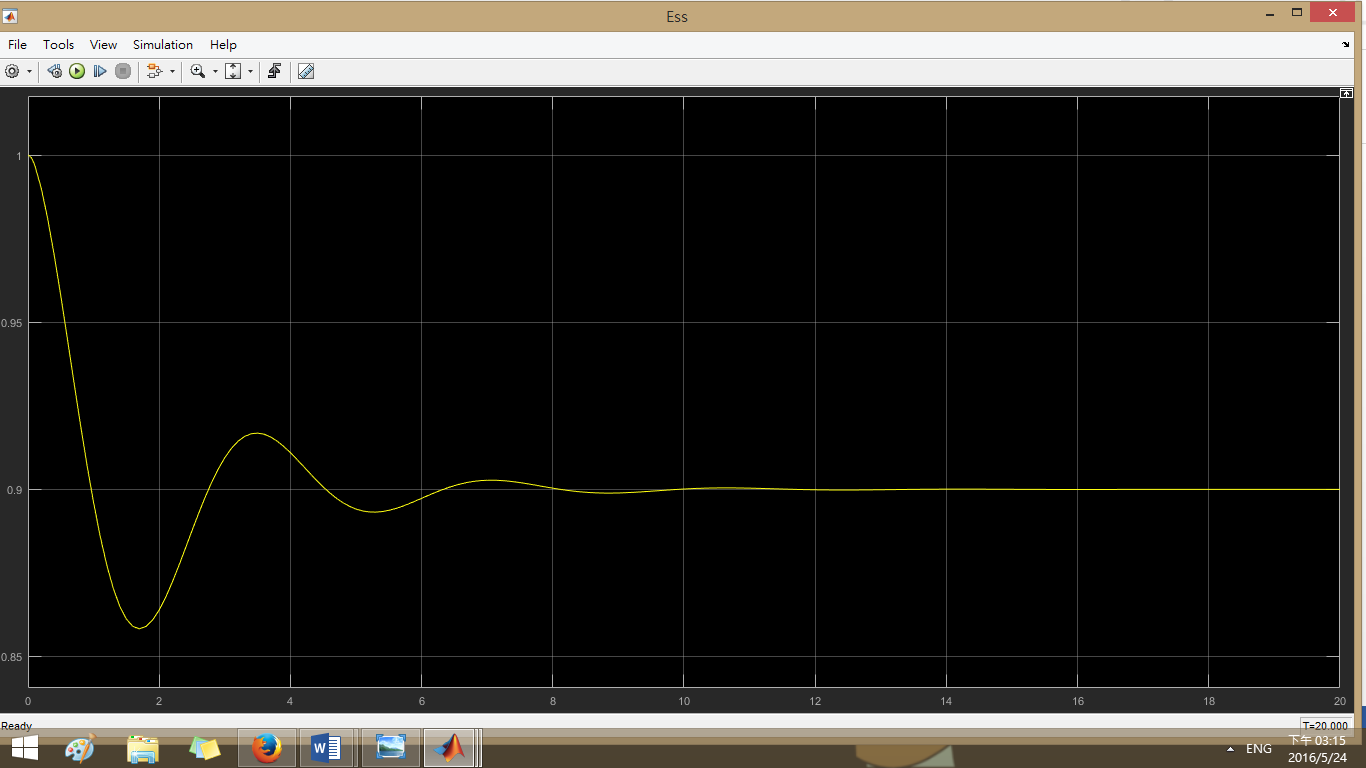 Ess
File Tools View Simulation Help
1
0.95
0.9
0.85
0 2 4 6 8 10 12 14 16 18 20
Ready
T=20.000
ENG
下午 03:15
2016/5/24